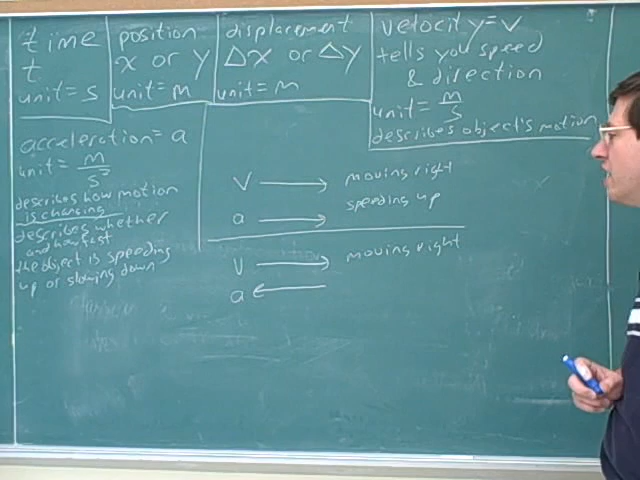 time
t
unit = s
position
x or y
unit = m
displacement
Δx or Δy
unit = m
velocity = v
tells you speed
& direction
unit = m/s
describes object's motion
acceleration = a
unit = m/s²
describes how motion
is changing
describes whether
and how fast
the object is speeding
up or slowing down
v → moving right
a → speeding up
v → moving right
a ←